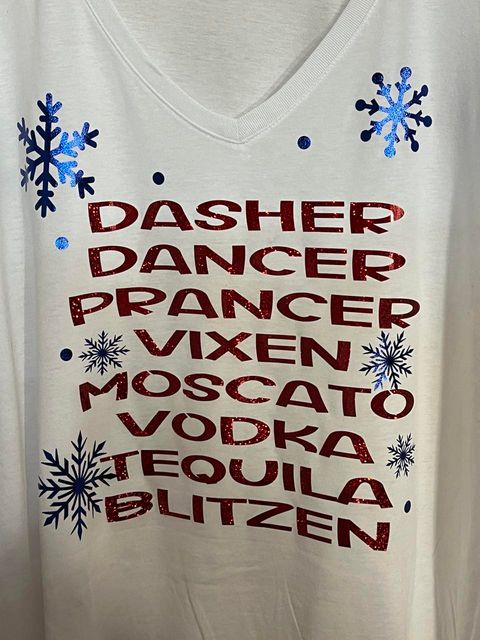 DASHER
DANCER
PRANCER
VIXEN
MOSCATO
VODKA
TEQUILA
BLITZEN